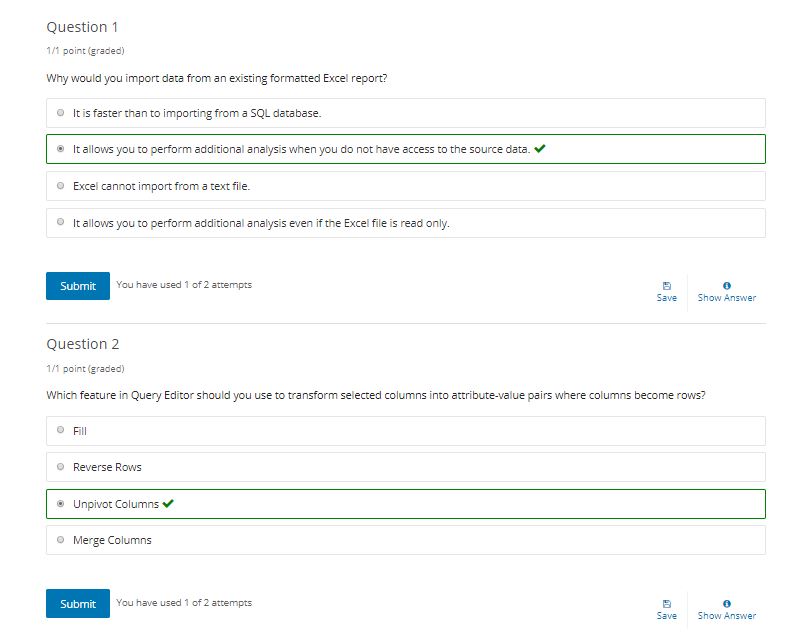 Question 1
1/1 point (graded)
Why would you import data from an existing formatted Excel report?
It is faster than to importing from a SQL database.
It allows you to perform additional analysis when you do not have access to the source data.
Excel cannot import from a text file.
It allows you to perform additional analysis even if the Excel file is read only.
Submit You have used 1 of 2 attempts
Save Show Answer
Question 2
1/1 point (graded)
Which feature in Query Editor should you use to transform selected columns into attribute-value pairs where columns become rows?
Fill
Reverse Rows
Unpivot Columns
Merge Columns
Submit You have used 1 of 2 attempts
Save Show Answer